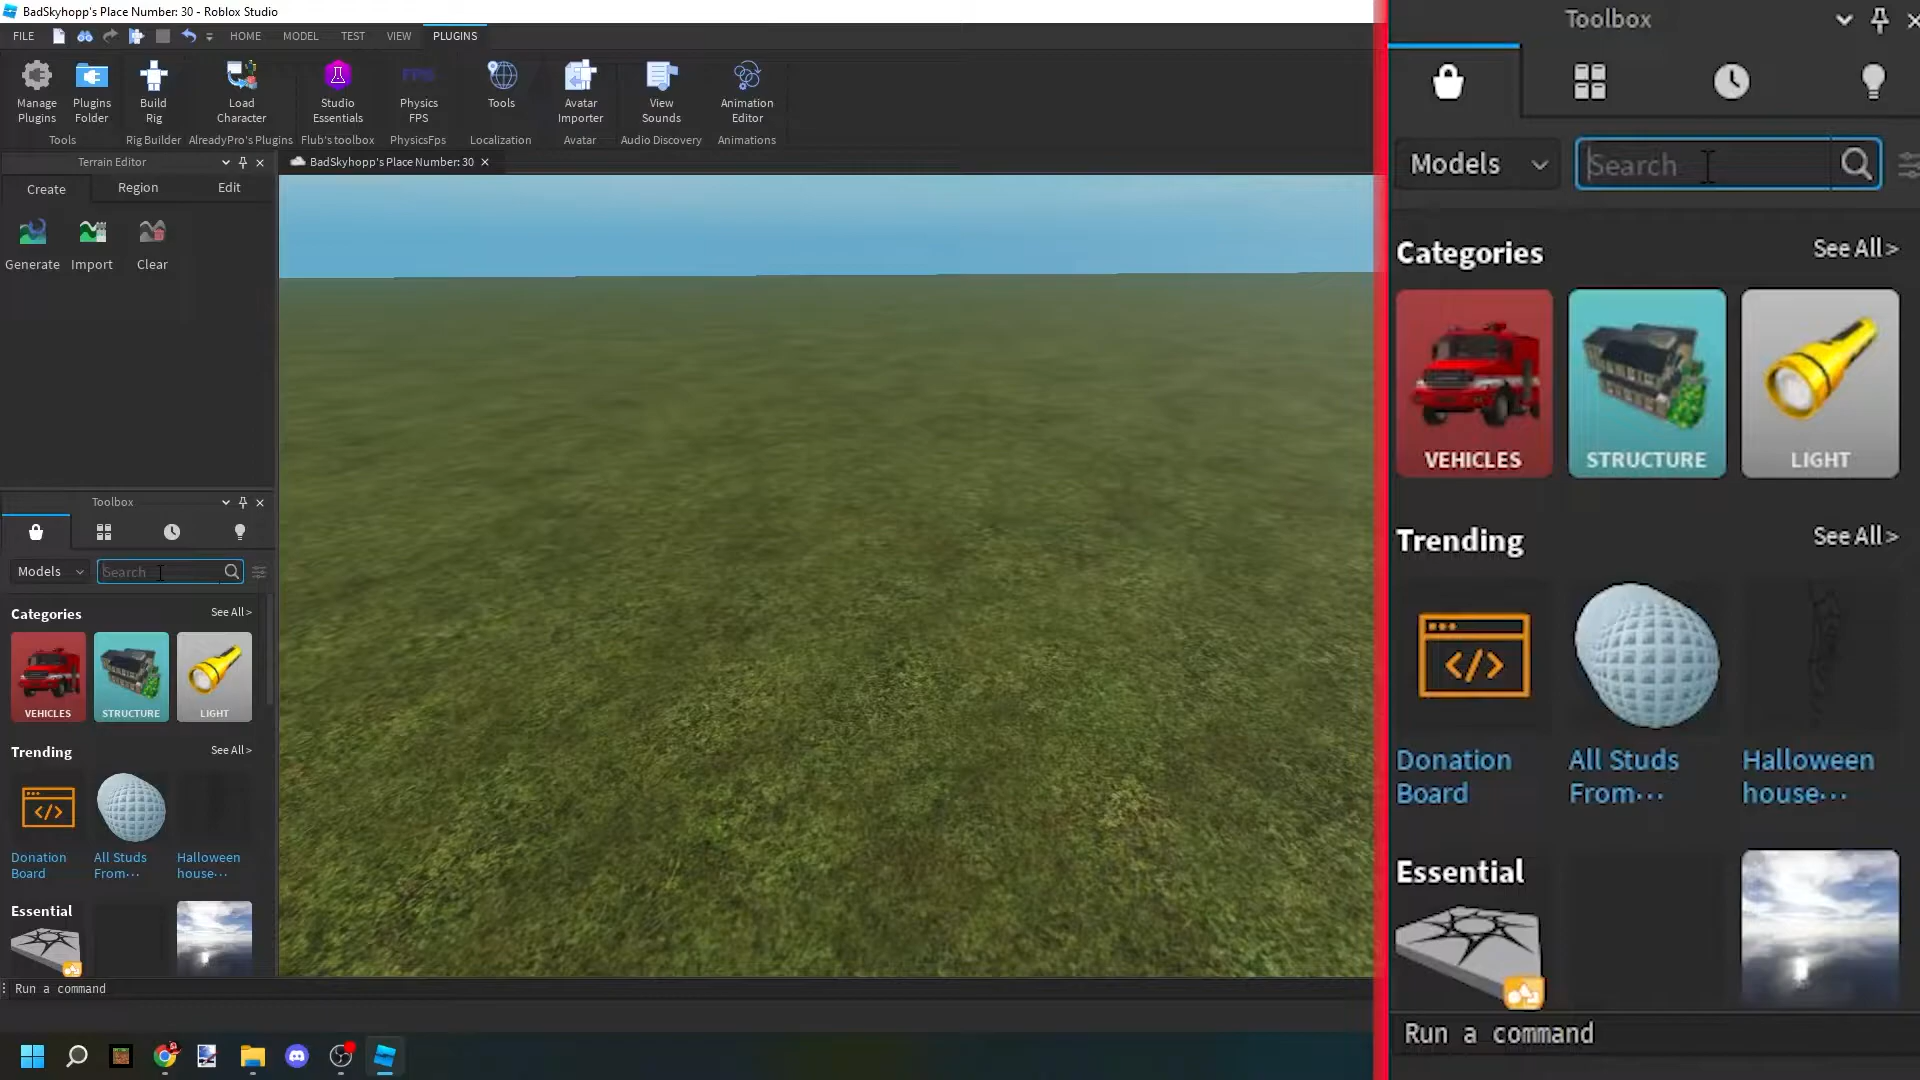 BadSkyhopp's Place Number: 30 - Roblox Studio
FILE HOME MODEL TEST VIEW PLUGINS
Manage Plugins
Plugins Folder
Build Rig
Load Character
Studio Essentials
FPS
Physics FPS
Tools
Avatar Importer
View Sounds
Animation Editor
Tools Rig Builder AlreadyPro's Plugins Flub's toolbox PhysicsFps Localization Avatar Audio Discovery Animations
Terrain Editor
BadSkyhopp's Place Number: 30
Create Region Edit
Generate Import Clear
Toolbox
Models Search
Categories See All >
VEHICLES STRUCTURE LIGHT
Trending See All >
Donation Board
All Studs From···
Halloween house···
Essential
Run a command
Toolbox
Models Search
Categories See All >
VEHICLES STRUCTURE LIGHT
Trending See All >
Donation Board
All Studs From···
Halloween house···
Essential
Run a command